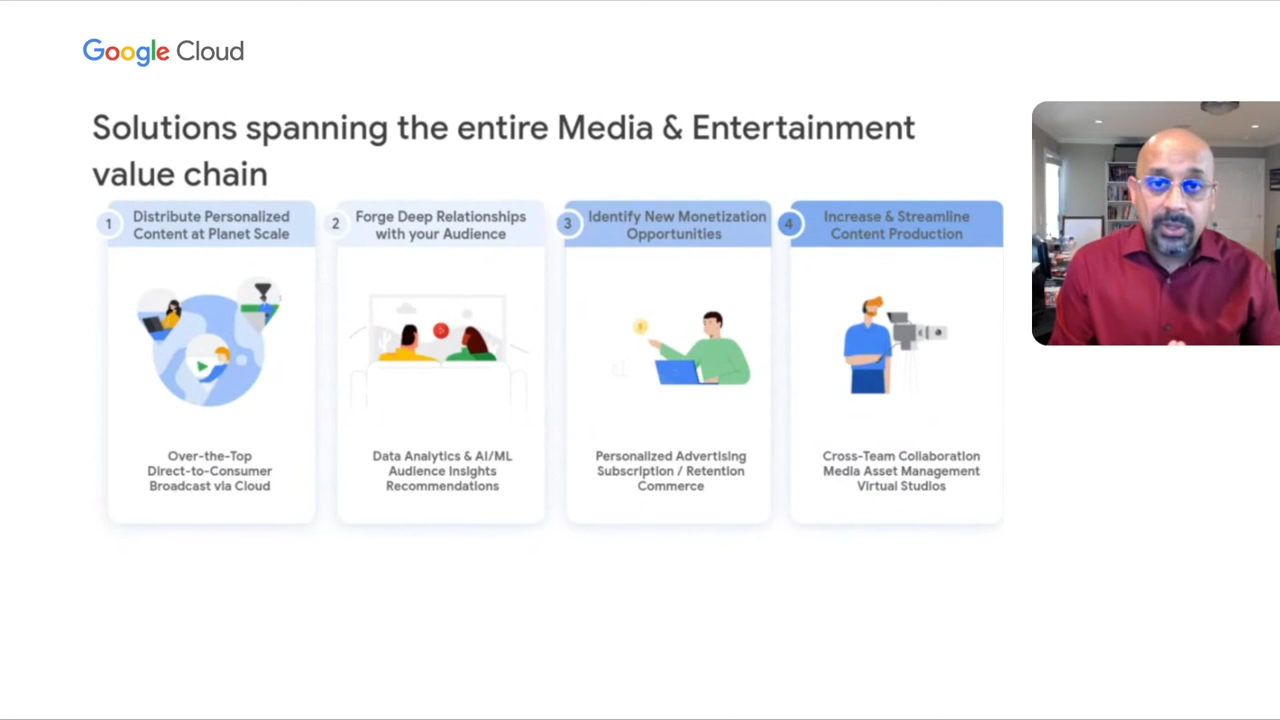 Google Cloud
Solutions spanning the entire Media & Entertainment
value chain
1
Distribute Personalized
Content at Planet Scale
Over-the-Top
Direct-to-Consumer
Broadcast via Cloud
2
Forge Deep Relationships
with your Audience
Data Analytics & AI/ML
Audience Insights
Recommendations
3
Identify New Monetization
Opportunities
Personalized Advertising
Subscription / Retention
Commerce
4
Increase & Streamline
Content Production
Cross-Team Collaboration
Media Asset Management
Virtual Studios